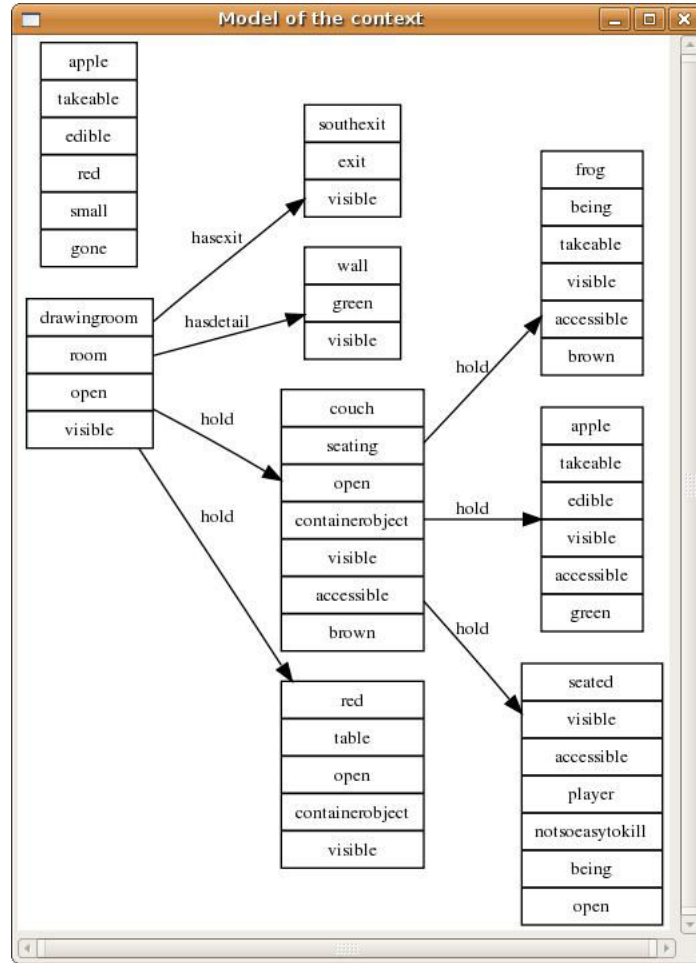 Model of the context
apple
takeable
edible
red
small
gone
drawingroom
room
open
visible
hasexit
hasdetail
hold
hold
southexit
exit
visible
wall
green
visible
couch
seating
open
containerobject
visible
accessible
brown
red
table
open
containerobject
visible
hold
hold
hold
frog
being
takeable
visible
accessible
brown
apple
takeable
edible
visible
accessible
green
seated
visible
accessible
player
notsoeasytokill
being
open